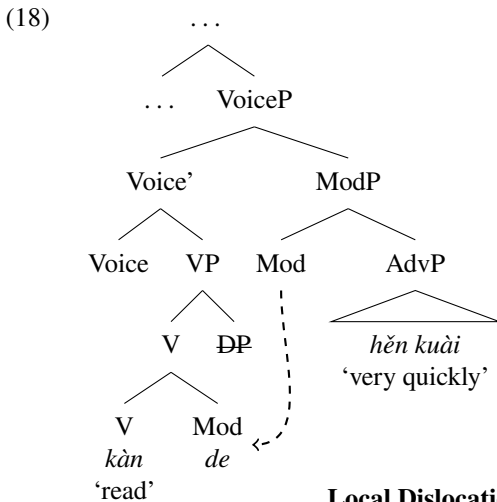 (18) . . .
. . . VoiceP
Voice’ ModP
Voice VP Mod AdvP
V DP hěn kuài
‘very quickly’
V Mod
kàn de
‘read’
Local Dislocati